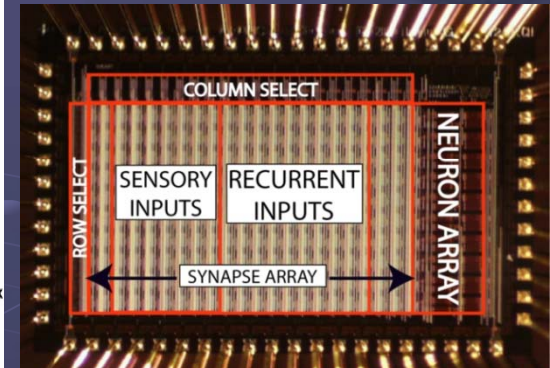 COLUMN SELECT
ROW SELECT
SENSORY
INPUTS
RECURRENT
INPUTS
NEURON ARRAY
SYNAPSE ARRAY